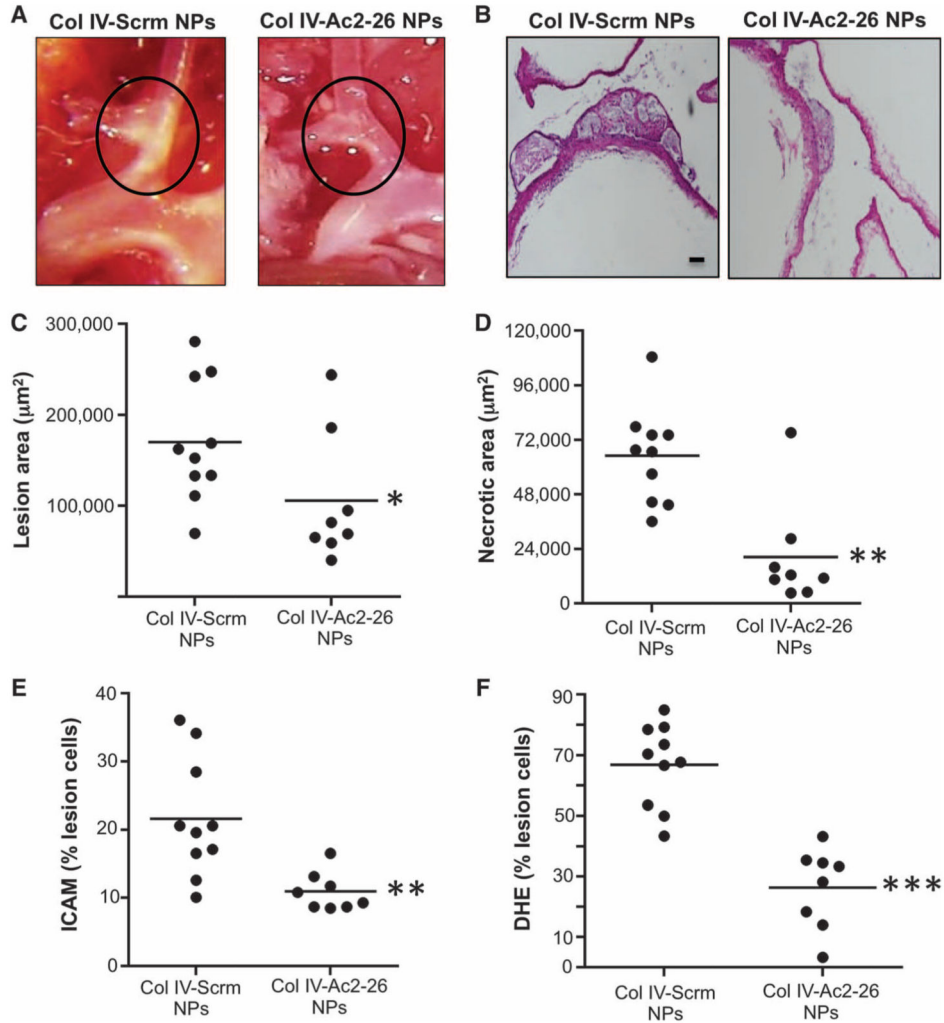 A
Col IV-Scrm NPs
Col IV-Ac2-26 NPs
B
Col IV-Scrm NPs
Col IV-Ac2-26 NPs
C
Lesion area (μm²)
300,000
200,000
100,000
*
Col IV-Scrm
NPs
Col IV-Ac2-26
NPs
D
Necrotic area (μm²)
120,000
96,000
72,000
48,000
24,000
0
**
Col IV-Scrm
NPs
Col IV-Ac2-26
NPs
E
ICAM (% lesion cells)
40
30
20
10
0
**
Col IV-Scrm
NPs
Col IV-Ac2-26
NPs
F
DHE (% lesion cells)
90
70
50
30
10
0
***
Col IV-Scrm
NPs
Col IV-Ac2-26
NPs